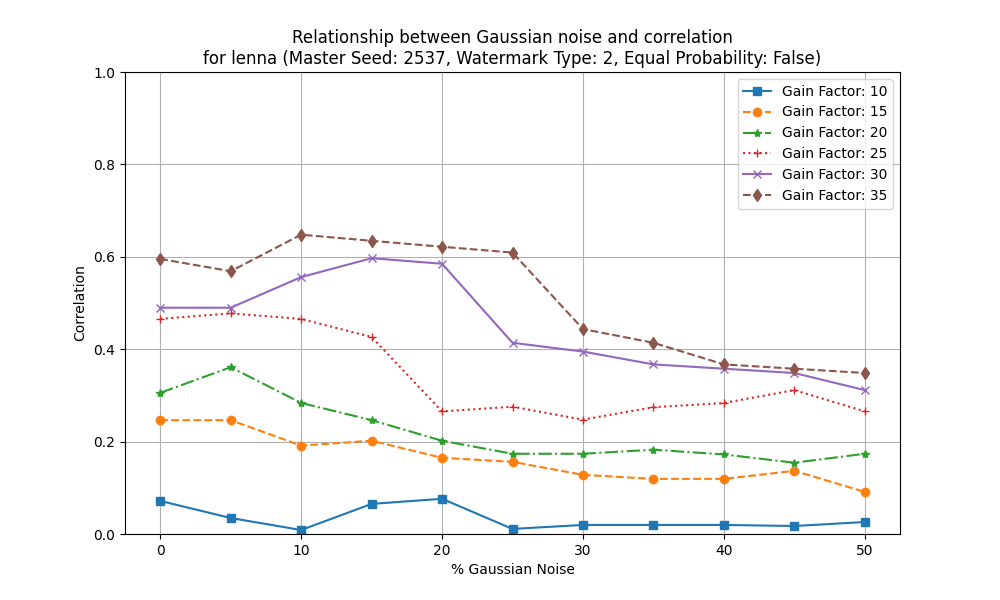 Relationship between Gaussian noise and correlation
for lenna (Master Seed: 2537, Watermark Type: 2, Equal Probability: False)
1.0
0.8
0.6
0.4
0.2
0.0
Correlation
Gain Factor: 10
Gain Factor: 15
Gain Factor: 20
Gain Factor: 25
Gain Factor: 30
Gain Factor: 35
0 10 20 30 40 50
% Gaussian Noise